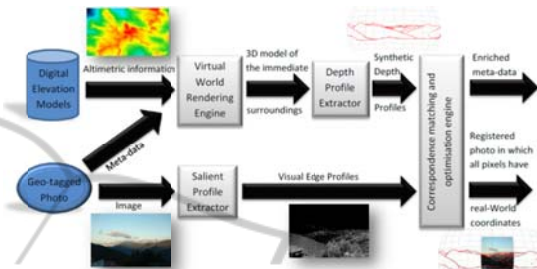 Digital
Elevation
Models
Altimetric information
Virtual
World
Rendering
Engine
3D model of
the immediate
surroundings
Depth
Profile
Extractor
Synthetic
Depth
Profiles
Correspondence matching and
optimisation engine
Enriched
meta-data
Registered
photo in which
all pixels have
real-World
coordinates
Meta-data
Geo-tagged
Photo
Image
Salient
Profile
Extractor
Visual Edge Profiles